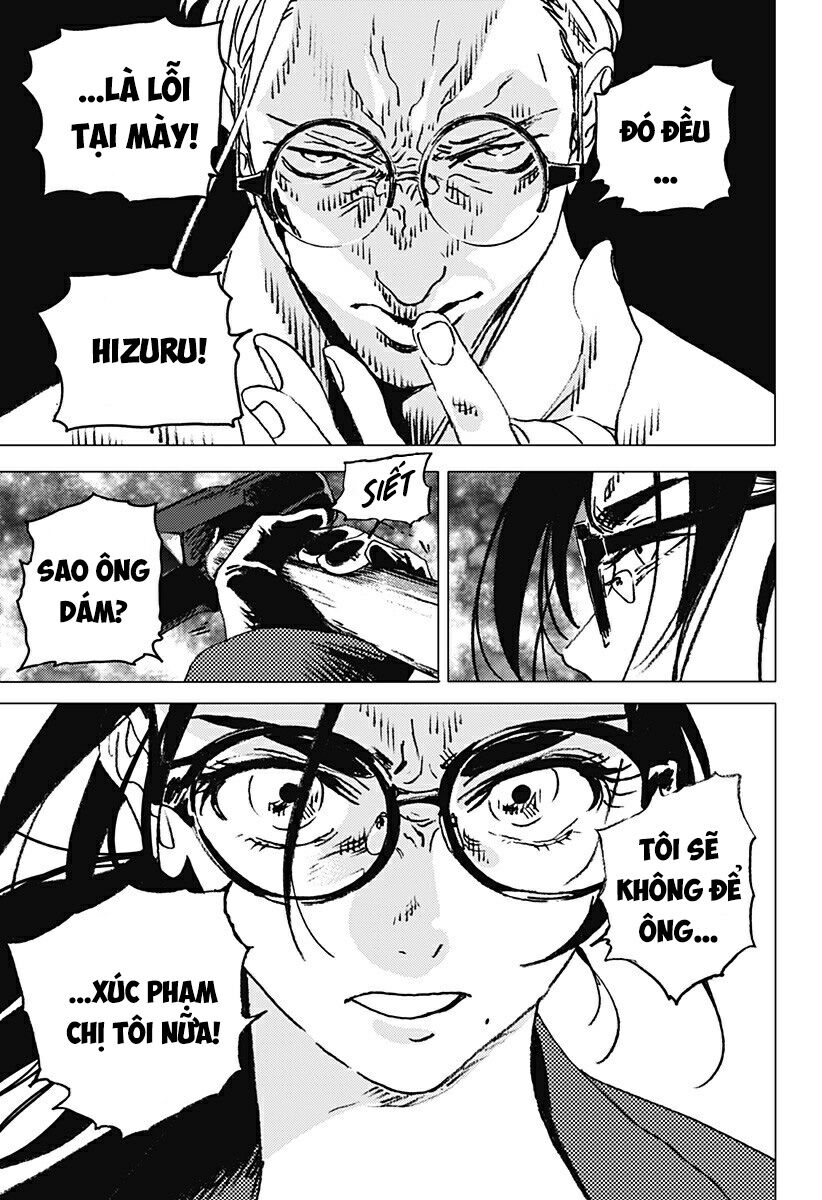 ĐÓ ĐỀU
...
...LÀ LỖI
TẠI MÀY!
HIZURU!
SIẾT
SAO ÔNG
DÁM?
TÔI SẼ
KHÔNG ĐỂ
ÔNG...
...XÚC PHẠM
CHỊ TÔI NỮA!